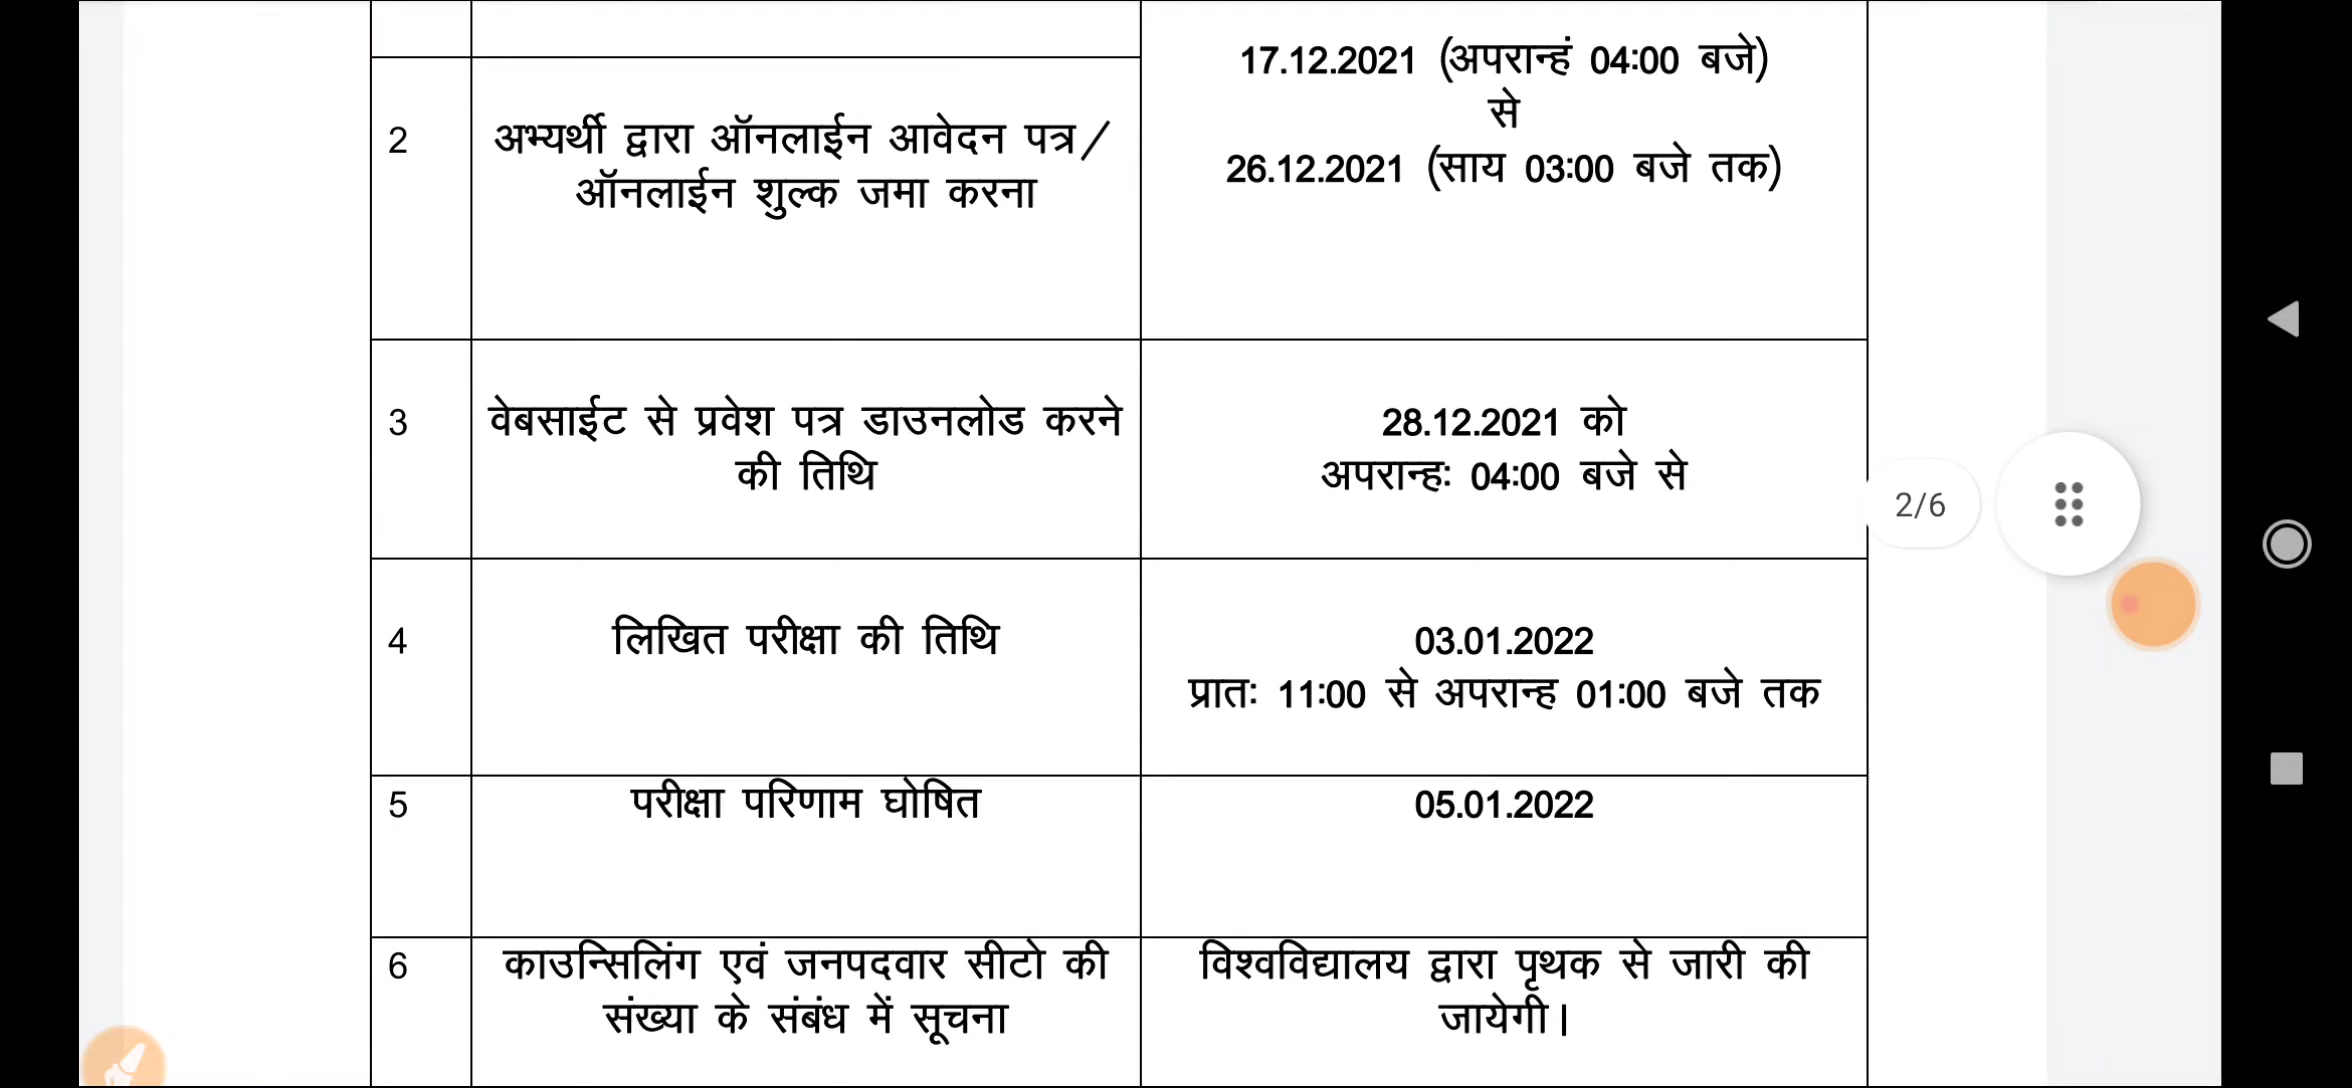 17.12.2021 (अपरान्हं 04:00 बजे)
से
26.12.2021 (साय 03:00 बजे तक)
2
अभ्यर्थी द्वारा ऑनलाईन आवेदन पत्र/
ऑनलाईन शुल्क जमा करना
3
वेबसाईट से प्रवेश पत्र डाउनलोड करने
की तिथि
28.12.2021 को
अपरान्हः 04:00 बजे से
2/6
4
लिखित परीक्षा की तिथि
03.01.2022
प्रातः 11:00 से अपरान्ह 01:00 बजे तक
5
परीक्षा परिणाम घोषित
05.01.2022
6
काउन्सिलिंग एवं जनपदवार सीटो की
संख्या के संबंध में सूचना
विश्वविद्यालय द्वारा पृथक से जारी की
जायेगी।